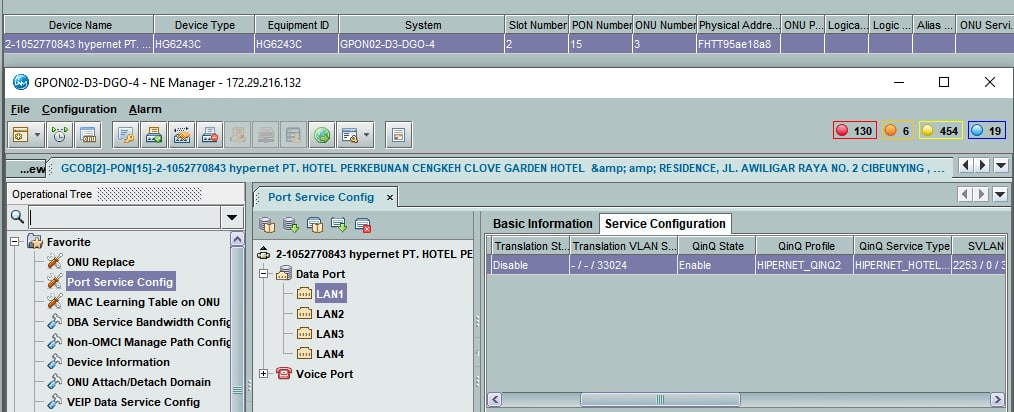 Device Name Device Type Equipment ID System Slot Number PON Number ONU Number Physical Addre... ONU P... Logica... Logic ... Alias ... ONU Servi...
2-1052770843 hypernet PT. ... HG6243C HG6243C GPON02-D3-DGO-4 2 15 3 FHTT95ae18a8
GPON02-D3-DGO-4 - NE Manager - 172.29.216.132
File Configuration Alarm
130 6 454 19
...ew GCOB[2]-PON[15]-2-1052770843 hypernet PT. HOTEL PERKEBUNAN CENGKEH CLOVE GARDEN HOTEL &amp; amp; RESIDENCE, JL. AWILIGAR RAYA NO. 2 CIBEUNYING , ...
Operational Tree
Favorite
ONU Replace
Port Service Config
MAC Learning Table on ONU
DBA Service Bandwidth Config
Non-OMCI Manage Path Config
Device Information
ONU Attach/Detach Domain
VEIP Data Service Config
Port Service Config
2-1052770843 hypernet PT. HOTEL PE
Data Port
LAN1
LAN2
LAN3
LAN4
Voice Port
Basic Information Service Configuration
Translation St... Translation VLAN S... QinQ State QinQ Profile QinQ Service Type SVLAN
Disable - / - / 33024 Enable HIPERNET_QINQ2 HIPERNET_HOTEL... 2253 / 0 / 3